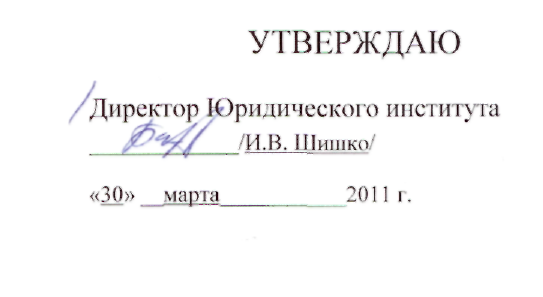 УТВЕРЖДАЮ
Директор Юридического института
/И.В. Шишко/
«30» марта 2011 г.